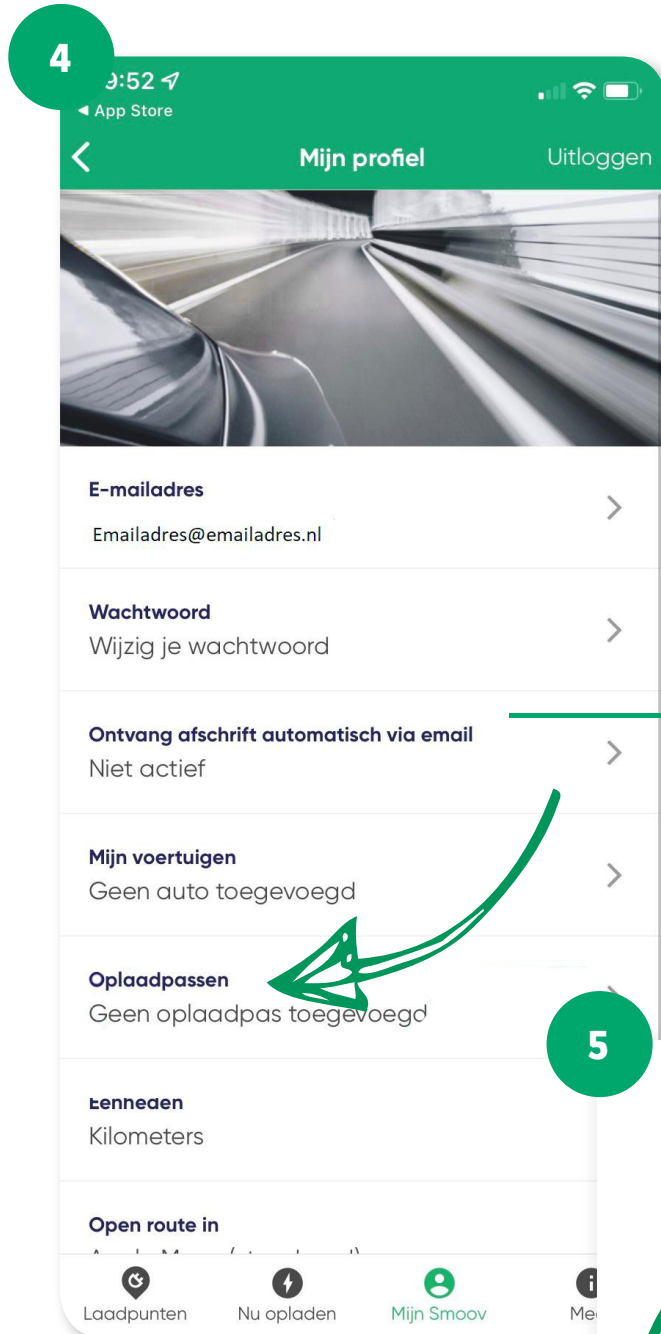 4
9:52
App Store
Mijn profiel
Uitloggen
E-mailadres
Emailadres@emailadres.nl
Wachtwoord
Wijzig je wachtwoord
Ontvang afschrift automatisch via email
Niet actief
Mijn voertuigen
Geen auto toegevoegd
Oplaadpassen
Geen oplaadpas toegevoegd
5
Eenheden
Kilometers
Open route in
Laadpunten
Nu opladen
Mijn Smoov